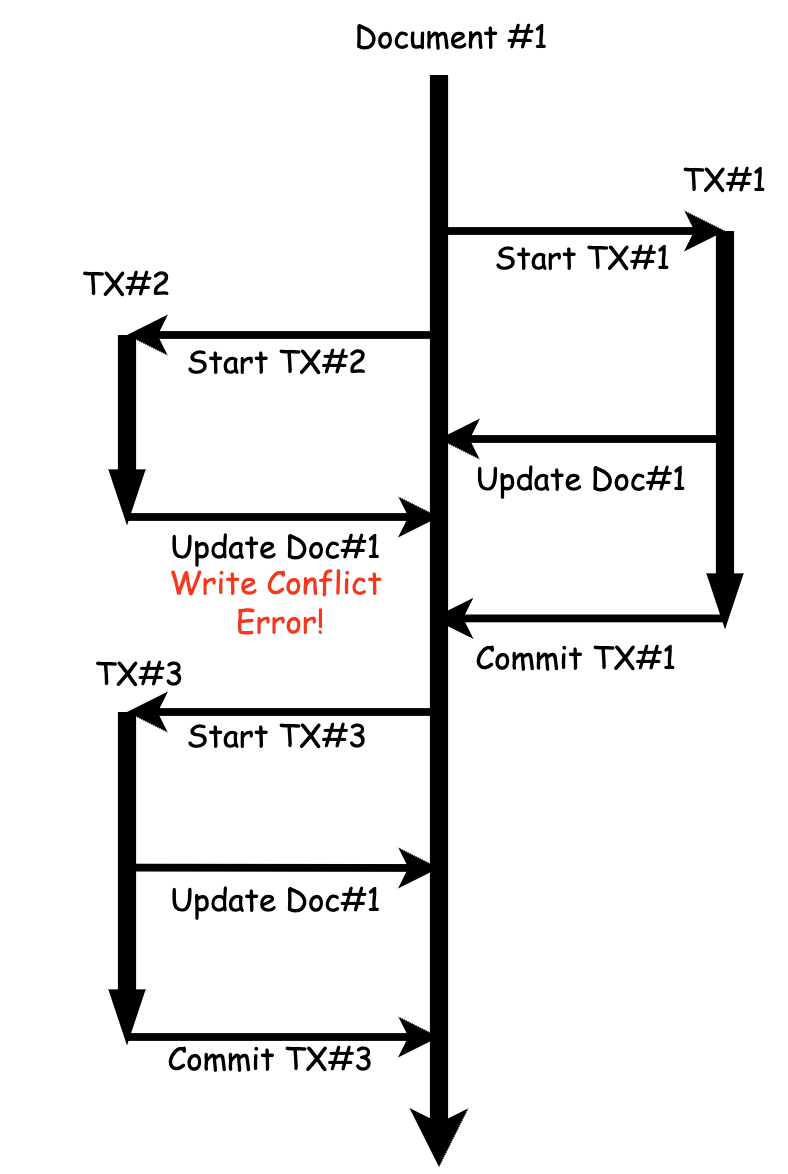 Document #1
TX#1
Start TX#1
TX#2
Start TX#2
Update Doc#1
Update Doc#1
Write Conflict
Error!
Commit TX#1
TX#3
Start TX#3
Update Doc#1
Commit TX#3